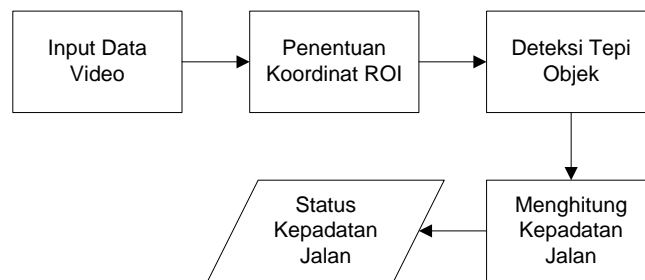 Input Data
Video
Penentuan
Koordinat ROI
Deteksi Tepi
Objek
Menghitung
Kepadatan
Jalan
Status
Kepadatan
Jalan